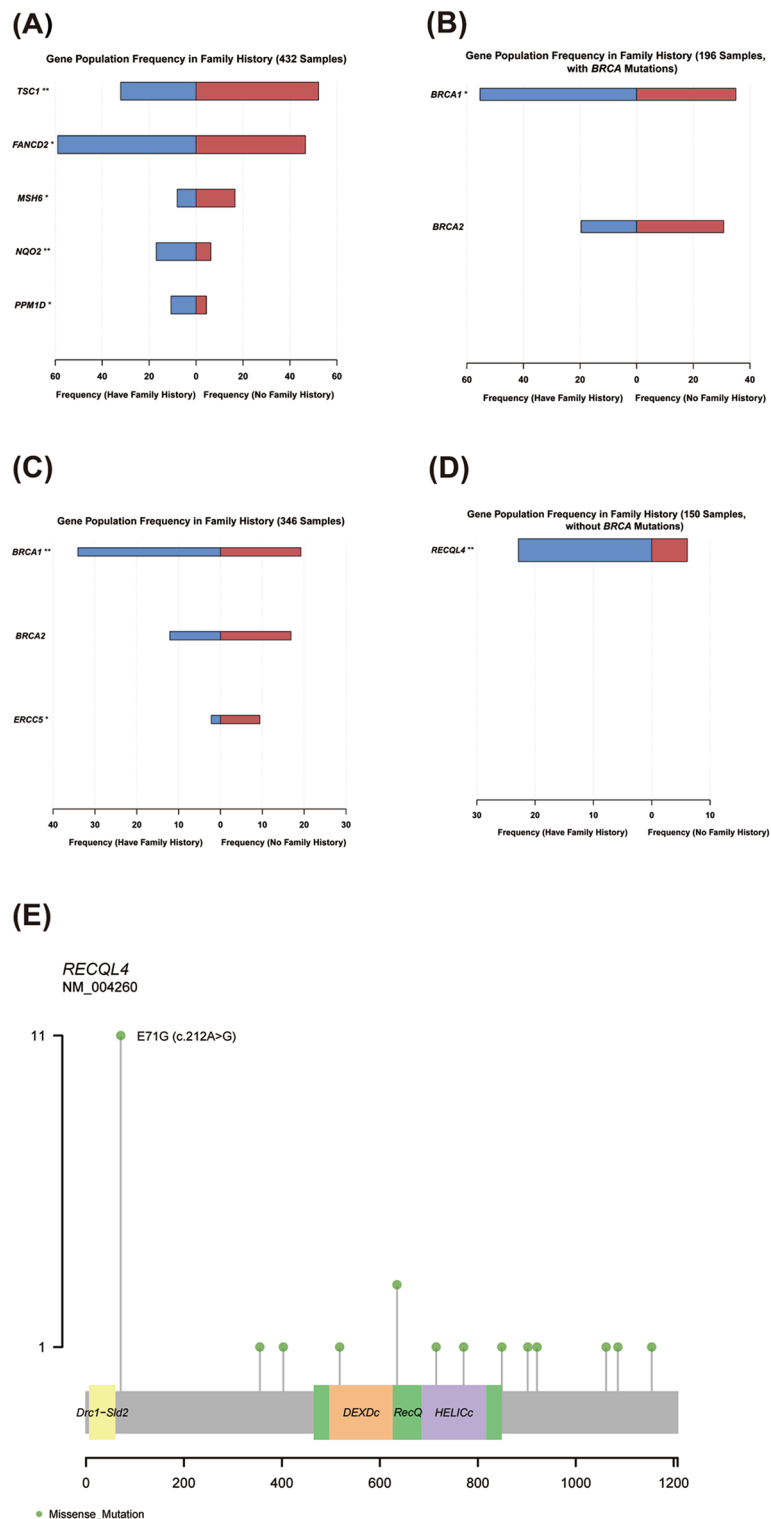 (A)
Gene Population Frequency in Family History (432 Samples)
TSC1 **
FANCD2 *
MSH6 *
NQO2 **
PPM1D *
60 40 20 0 20 40 60
Frequency (Have Family History) Frequency (No Family History)
(B)
Gene Population Frequency in Family History (196 Samples,
with BRCA Mutations)
BRCA1 *
BRCA2
60 40 20 0 20 40
Frequency (Have Family History) Frequency (No Family History)
(C)
Gene Population Frequency in Family History (346 Samples)
BRCA1 **
BRCA2
ERCC5 *
40 30 20 10 0 10 20 30
Frequency (Have Family History) Frequency (No Family History)
(D)
Gene Population Frequency in Family History (150 Samples,
without BRCA Mutations)
RECQL4 **
30 20 10 0 10
Frequency (Have Family History) Frequency (No Family History)
(E)
RECQL4
NM_004260
11
E71G (c.212A>G)
1
Drc1−Sld2 DEXDc RecQ HELICc
0 200 400 600 800 1000 1200
Missense_Mutation